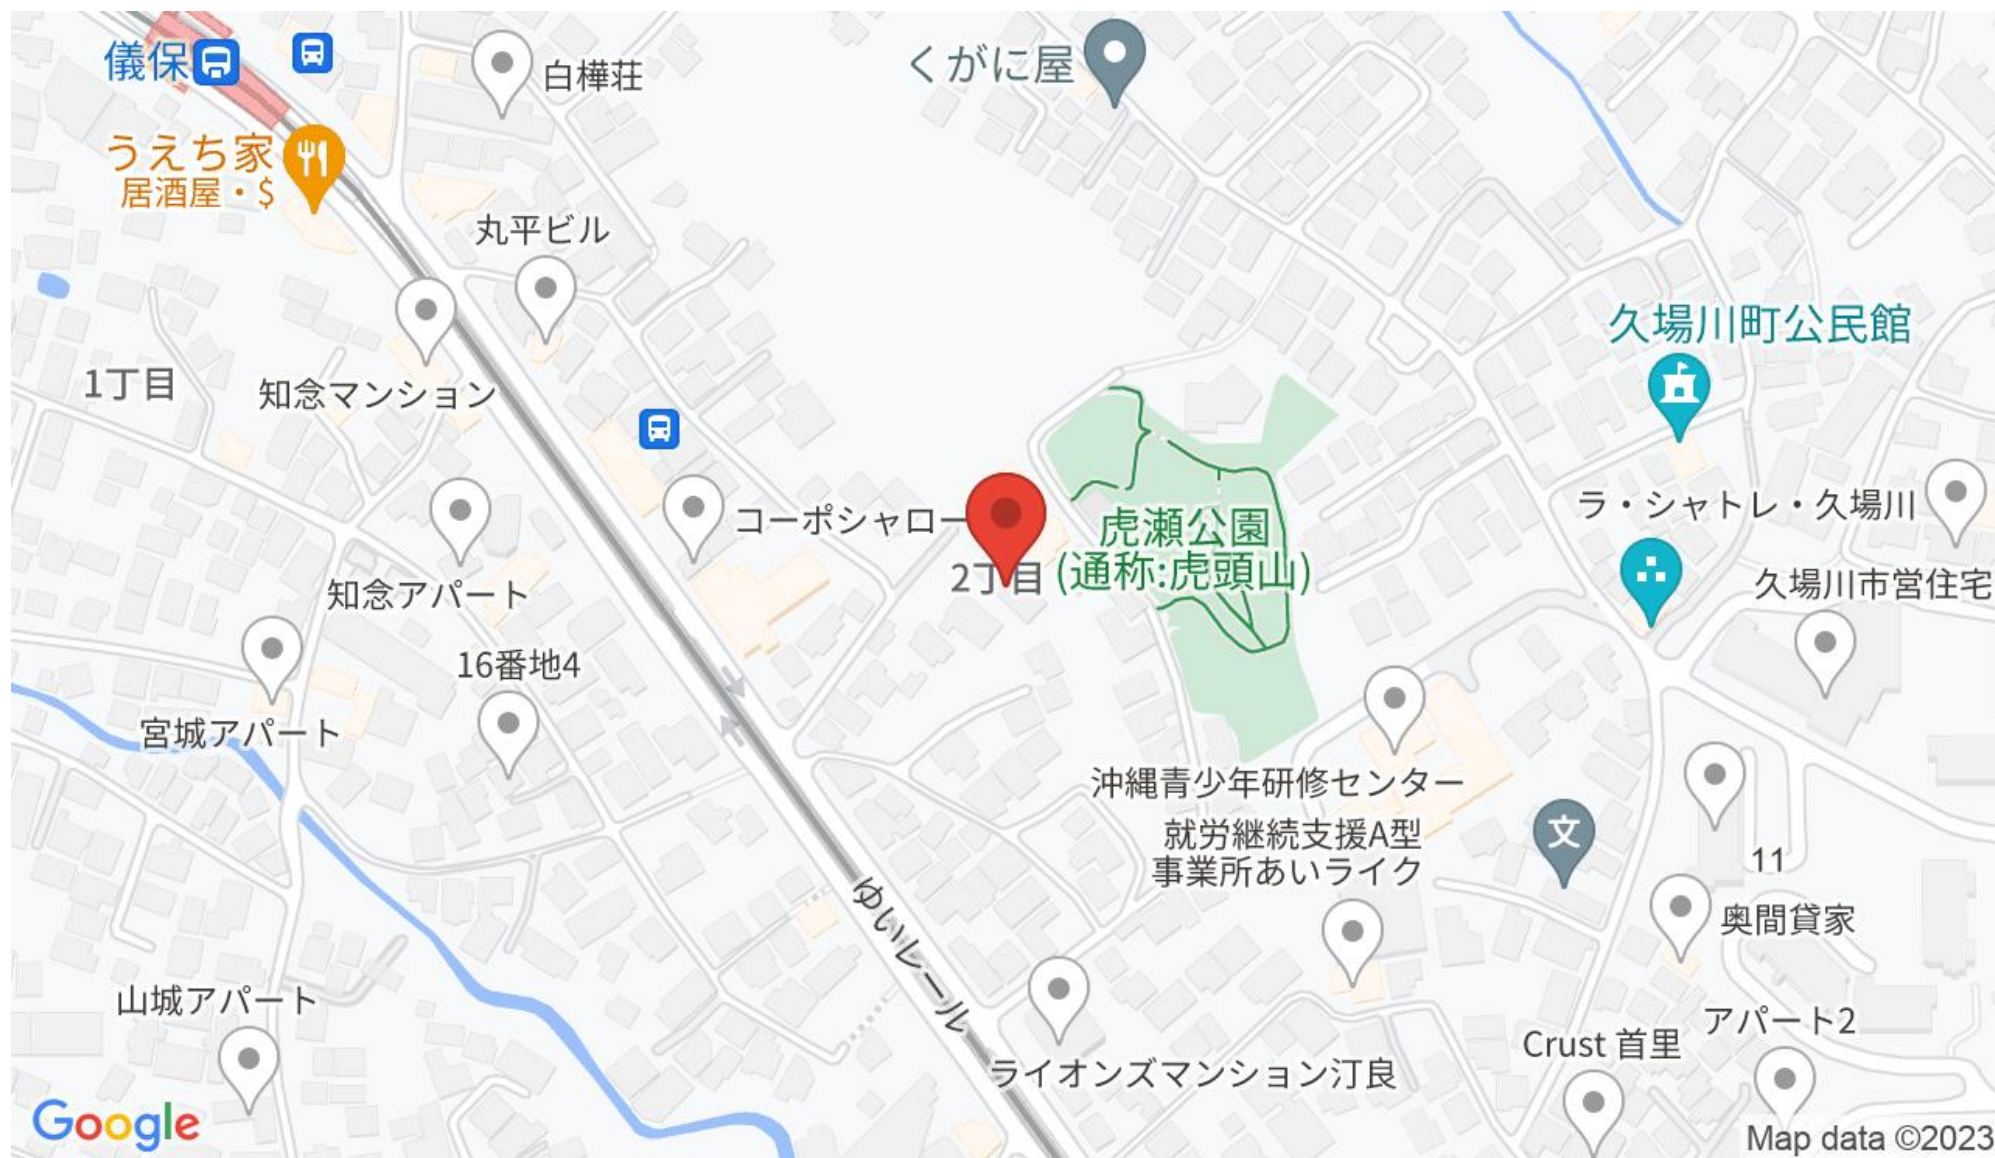 儀保
白樺荘
くがに屋
うえち家
居酒屋・$
丸平ビル
久場川町公民館
1丁目
知念マンション
コーポシャロー
ラ・シャトレ・久場川
虎瀬公園
(通称:虎頭山)
2丁目
知念アパート
久場川市営住宅
16番地4
宮城アパート
沖縄青少年研修センター
就労継続支援A型
事業所あいライク
文
11
奥間貸家
ゆいレール
山城アパート
アパート2
Crust 首里
ライオンズマンション汀良
Google
Map data ©2023